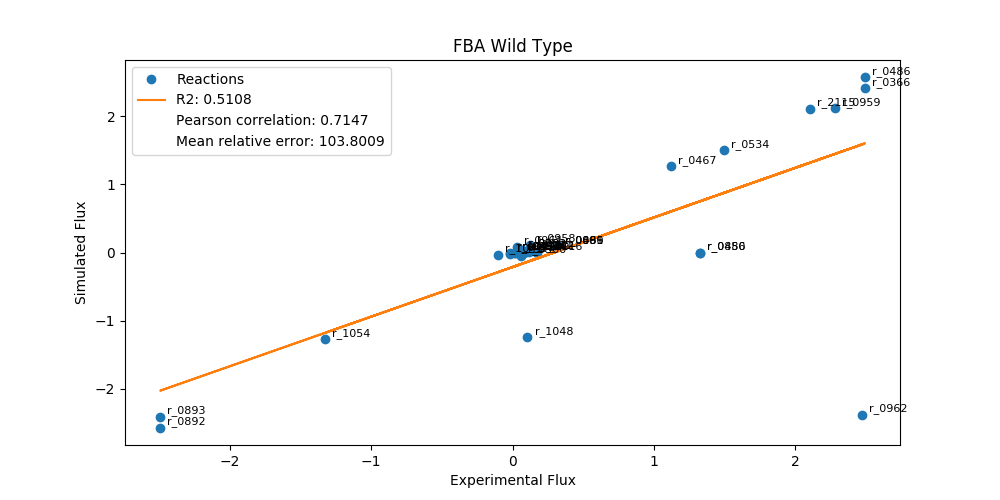 FBA Wild Type
Reactions
R2: 0.5108
Pearson correlation: 0.7147
Mean relative error: 103.8009
r_0486
r_0366
r_2115
r_0959
r_0534
r_0467
r_0958
r_1054
r_1048
r_0962
r_0893
r_0892
2
1
0
−1
−2
−2
−1
0
1
2
Simulated Flux
Experimental Flux